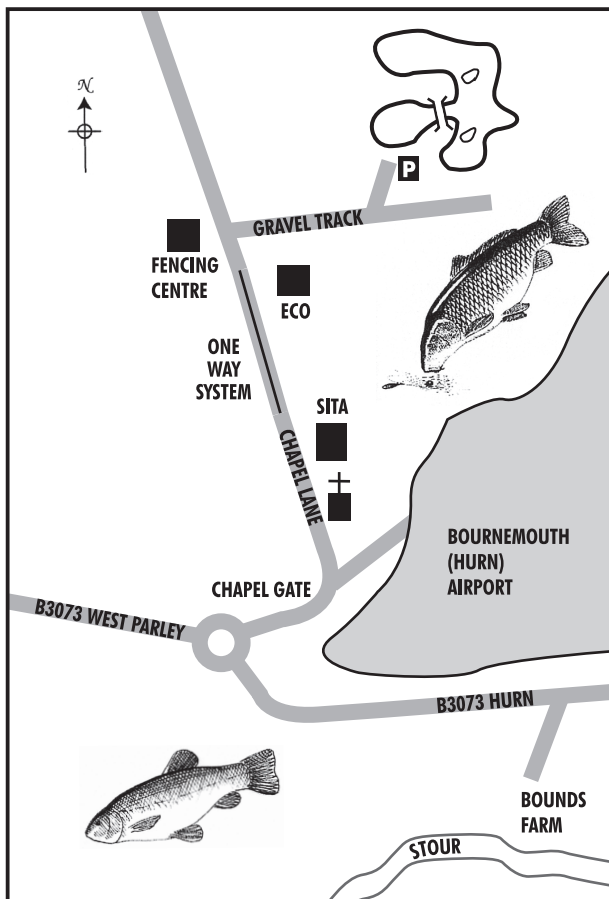 N
P
GRAVEL TRACK
FENCING
CENTRE
ECO
ONE
WAY
SYSTEM
SITA
CHAPEL LANE
BOURNEMOUTH
(HURN)
AIRPORT
CHAPEL GATE
B3073 WEST PARLEY
B3073 HURN
BOUNDS
FARM
STOUR